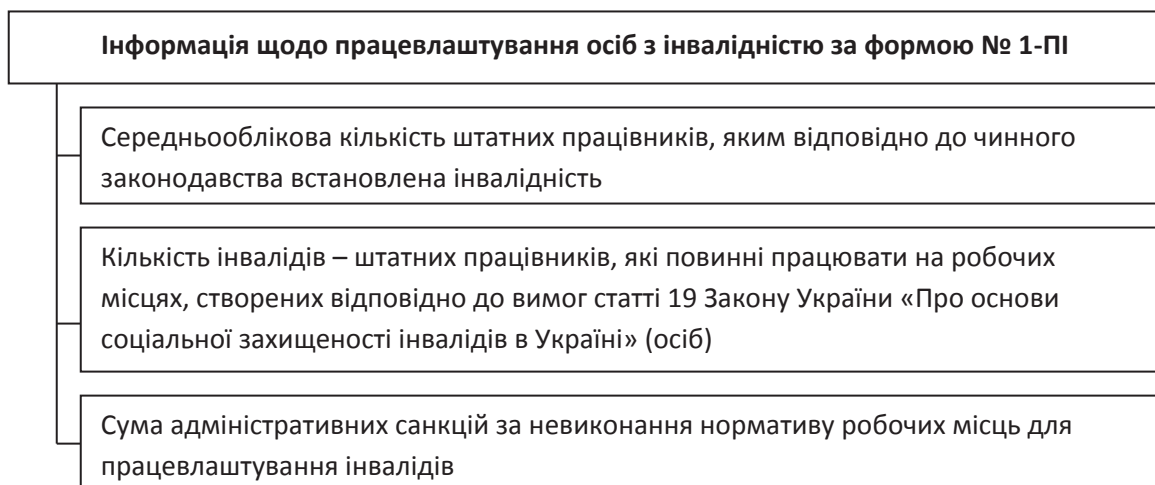 Інформація щодо працевлаштування осіб з інвалідністю за формою № 1-ПІ
Середньооблікова кількість штатних працівників, яким відповідно до чинного
законодавства встановлена інвалідність
Кількість інвалідів – штатних працівників, які повинні працювати на робочих
місцях, створених відповідно до вимог статті 19 Закону України «Про основи
соціальної захищеності інвалідів в Україні» (осіб)
Сума адміністративних санкцій за невиконання нормативу робочих місць для
працевлаштування інвалідів